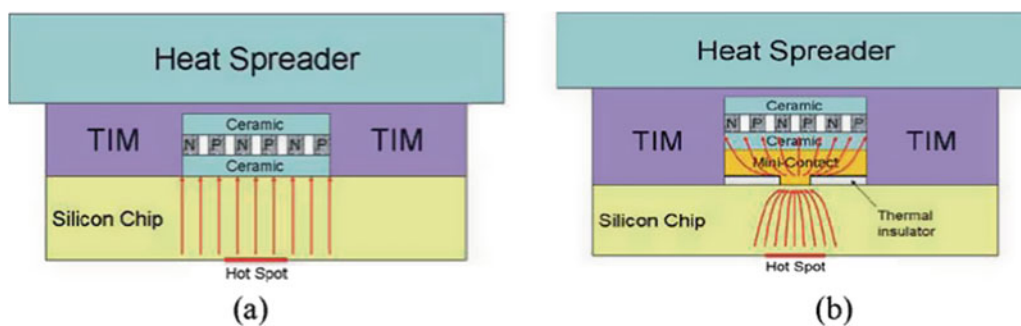 Heat Spreader
TIM
Ceramic
N P N P N P
Ceramic
TIM
Silicon Chip
Hot Spot
(a)
Heat Spreader
TIM
Ceramic
N P N P N P
Ceramic
Mini-Contact
TIM
Silicon Chip
Thermal
insulator
Hot Spot
(b)